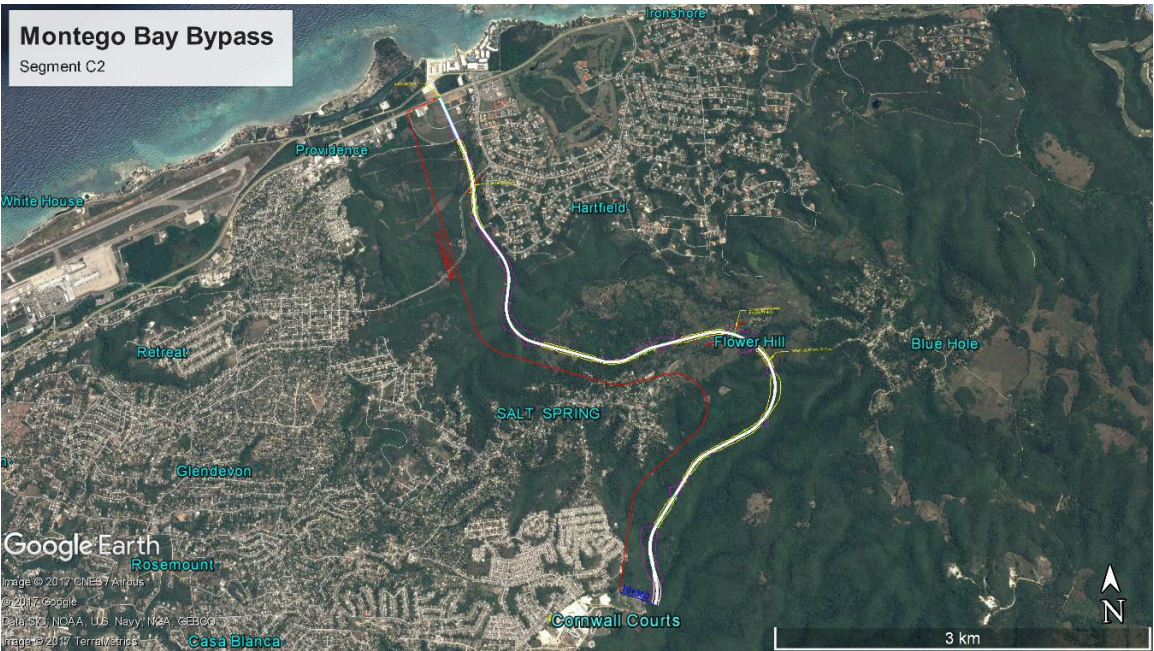 Montego Bay Bypass
Segment C2
Ironshore
Providence
White House
Hartfield
Flower Hill
Blue Hole
Retreat
SALT SPRING
Glendevon
Google Earth
Rosemount
Image © 2017 CNES / Airbus
© 2017 Google
Data SIO, NOAA, U.S. Navy, NGA, GEBCO
Image © 2017 TerraMetrics
Cornwall Courts
Casa Blanca
N
3 km